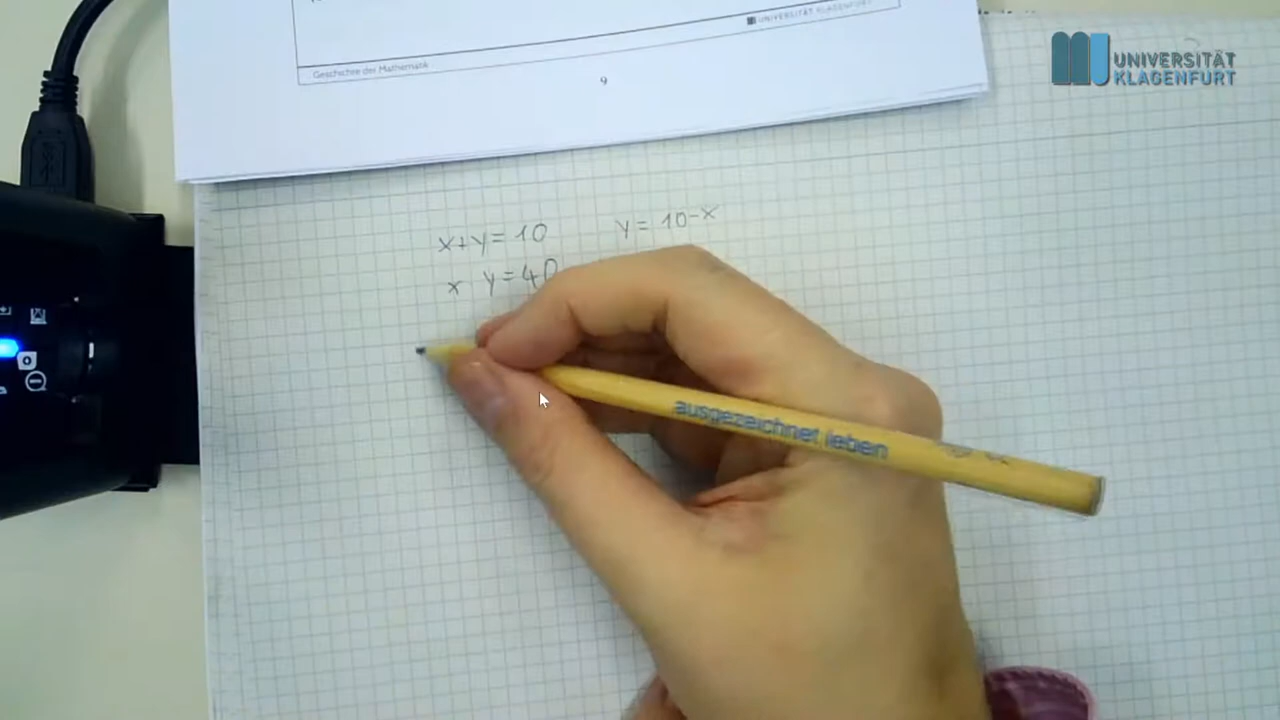 UNIVERSITÄT KLAGENFURT
Geschichte der Mathematik
9
UNIVERSITÄT
KLAGENFURT
x+y=10 y=10-x
x y=40
ausgezeichnet leben